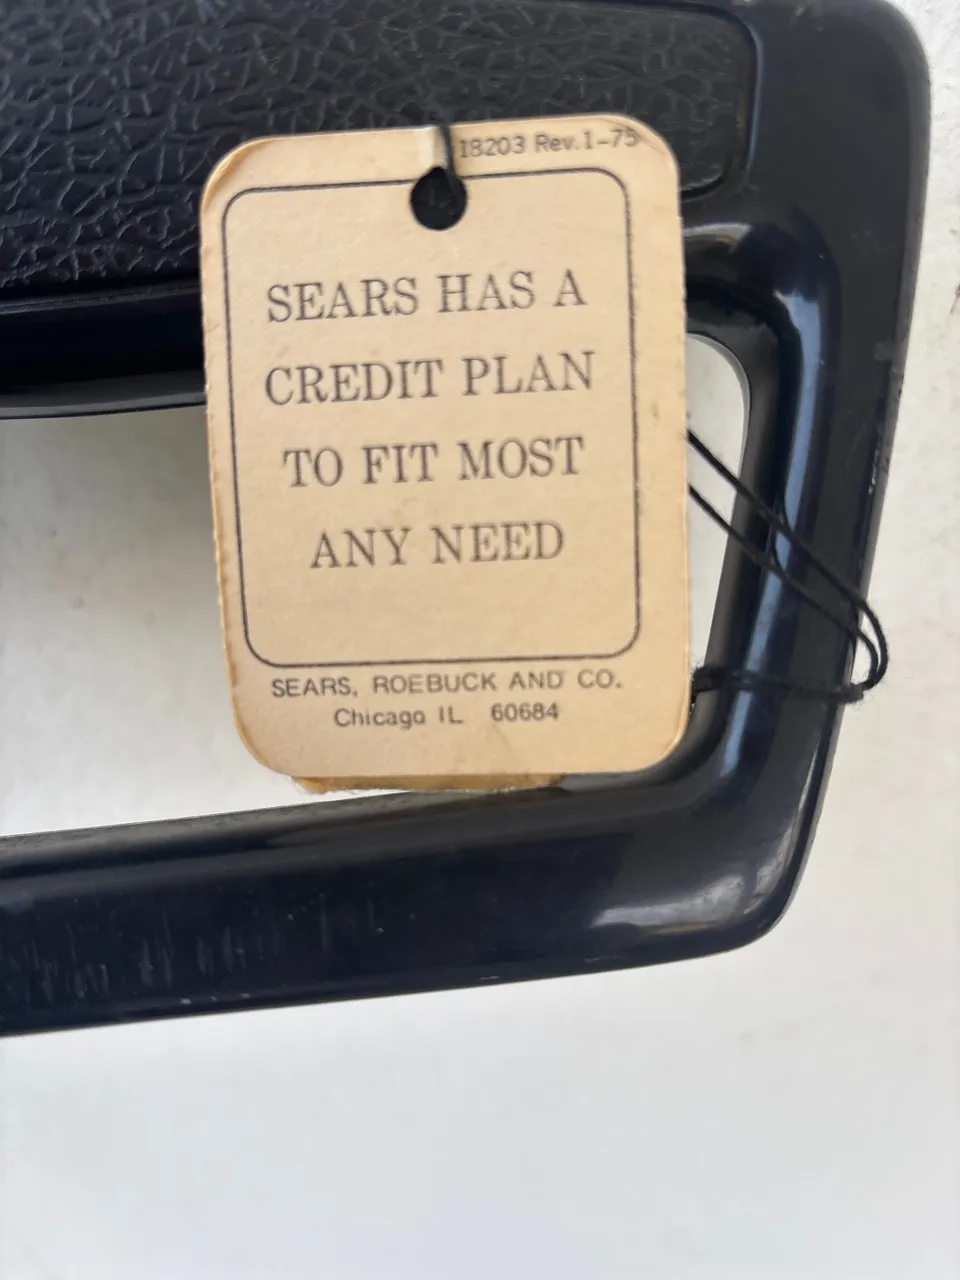 18203 Rev.1-75
SEARS HAS A
CREDIT PLAN
TO FIT MOST
ANY NEED
SEARS, ROEBUCK AND CO.
Chicago IL 60684